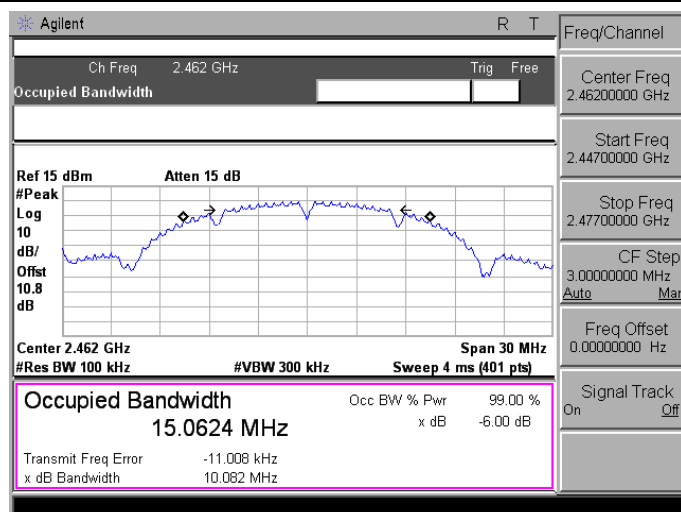 Agilent R T
Ch Freq 2.462 GHz Trig Free
Occupied Bandwidth
Ref 15 dBm Atten 15 dB
#Peak
Log
10
dB/
Offst
10.8
dB
Center 2.462 GHz Span 30 MHz
#Res BW 100 kHz #VBW 300 kHz Sweep 4 ms (401 pts)
Occupied Bandwidth Occ BW % Pwr 99.00 %
15.0624 MHz x dB -6.00 dB
Transmit Freq Error -11.008 kHz
x dB Bandwidth 10.082 MHz
Freq/Channel
Center Freq
2.46200000 GHz
Start Freq
2.44700000 GHz
Stop Freq
2.47700000 GHz
CF Step
3.00000000 MHz
Auto Mar
Freq Offset
0.00000000 Hz
Signal Track
On Off